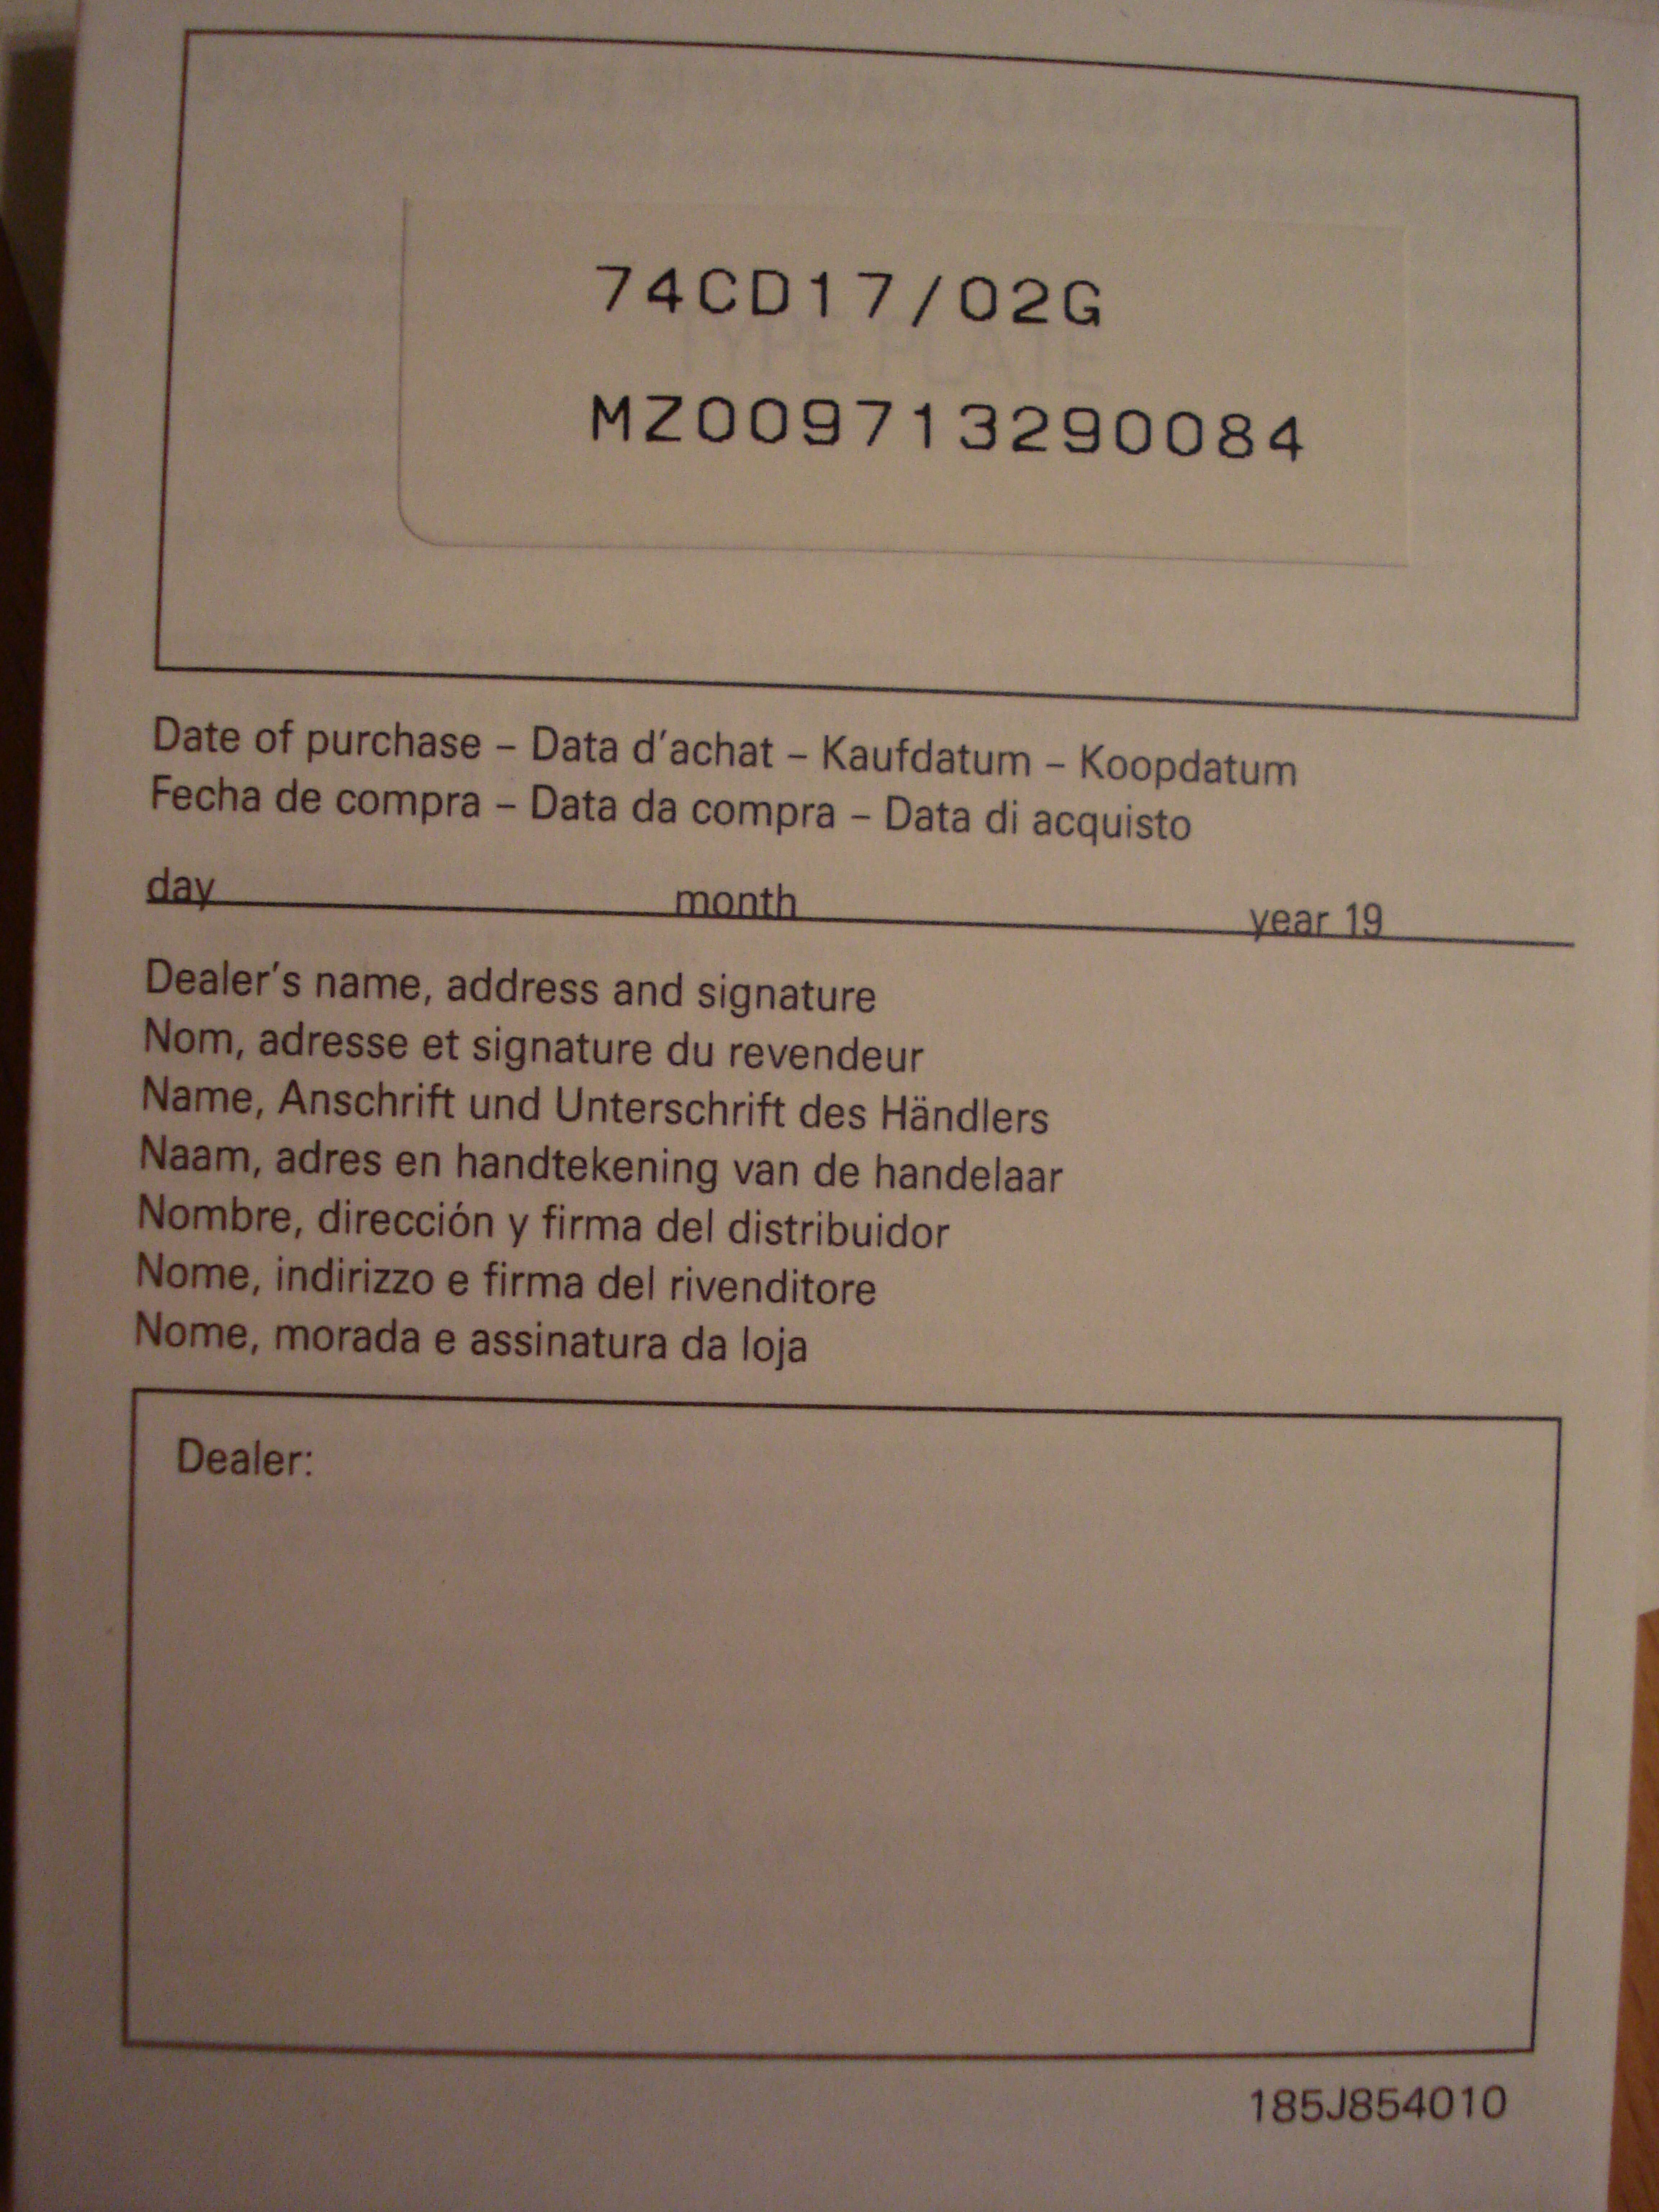 74CD17/02G
TYPE PLATE
MZ009713290084
Date of purchase – Data d'achat – Kaufdatum – Koopdatum
Fecha de compra – Data da compra – Data di acquisto
day month year 19
Dealer's name, address and signature
Nom, adresse et signature du revendeur
Name, Anschrift und Unterschrift des Händlers
Naam, adres en handtekening van de handelaar
Nombre, dirección y firma del distribuidor
Nome, indirizzo e firma del rivenditore
Nome, morada e assinatura da loja
Dealer:
185J854010